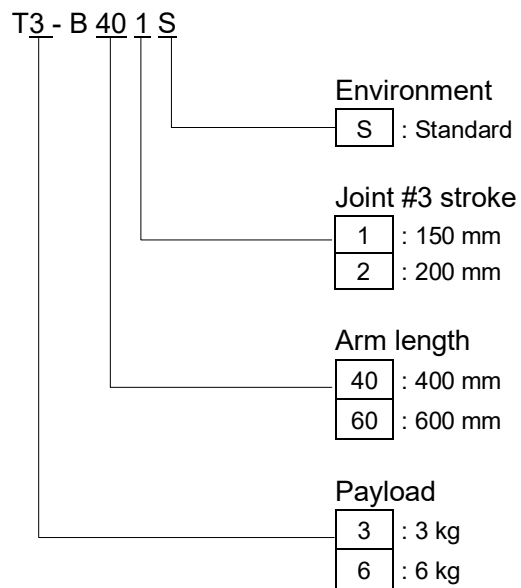 T3 - B 40 1 S
Environment
S : Standard
Joint #3 stroke
1 : 150 mm
2 : 200 mm
Arm length
40 : 400 mm
60 : 600 mm
Payload
3 : 3 kg
6 : 6 kg